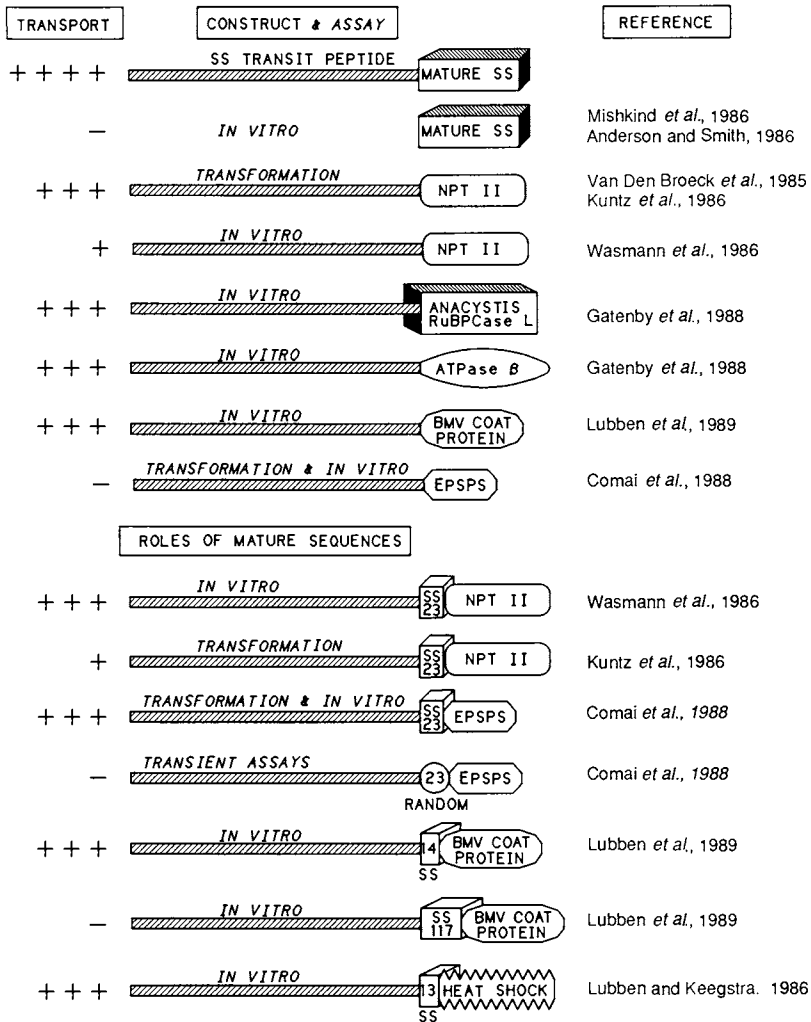 TRANSPORT CONSTRUCT & ASSAY REFERENCE
SS TRANSIT PEPTIDE
+ + + + MATURE SS
Mishkind et al., 1986
− IN VITRO MATURE SS
Anderson and Smith, 1986
TRANSFORMATION
+ + + NPT II Van Den Broeck et al., 1985
Kuntz et al., 1986
IN VITRO
+ NPT II Wasmann et al., 1986
IN VITRO
+ + + ANACYSTIS
RuBPCase L Gatenby et al., 1988
IN VITRO
+ + + ATPase B Gatenby et al., 1988
IN VITRO
+ + + BMV COAT
PROTEIN Lubben et al., 1989
TRANSFORMATION & IN VITRO
− EPSPS Comai et al., 1988
ROLES OF MATURE SEQUENCES
IN VITRO
+ + + SS
23 NPT II Wasmann et al., 1986
TRANSFORMATION
+ SS
23 NPT II Kuntz et al., 1986
TRANSFORMATION & IN VITRO
+ + + SS
23 EPSPS Comai et al., 1988
TRANSIENT ASSAYS
− 23 EPSPS Comai et al., 1988
RANDOM
IN VITRO
+ + + 14 BMV COAT
PROTEIN Lubben et al., 1989
SS
IN VITRO
− SS
117 BMV COAT
PROTEIN Lubben et al., 1989
IN VITRO
+ + + 13 HEAT SHOCK Lubben and Keegstra. 1986
SS